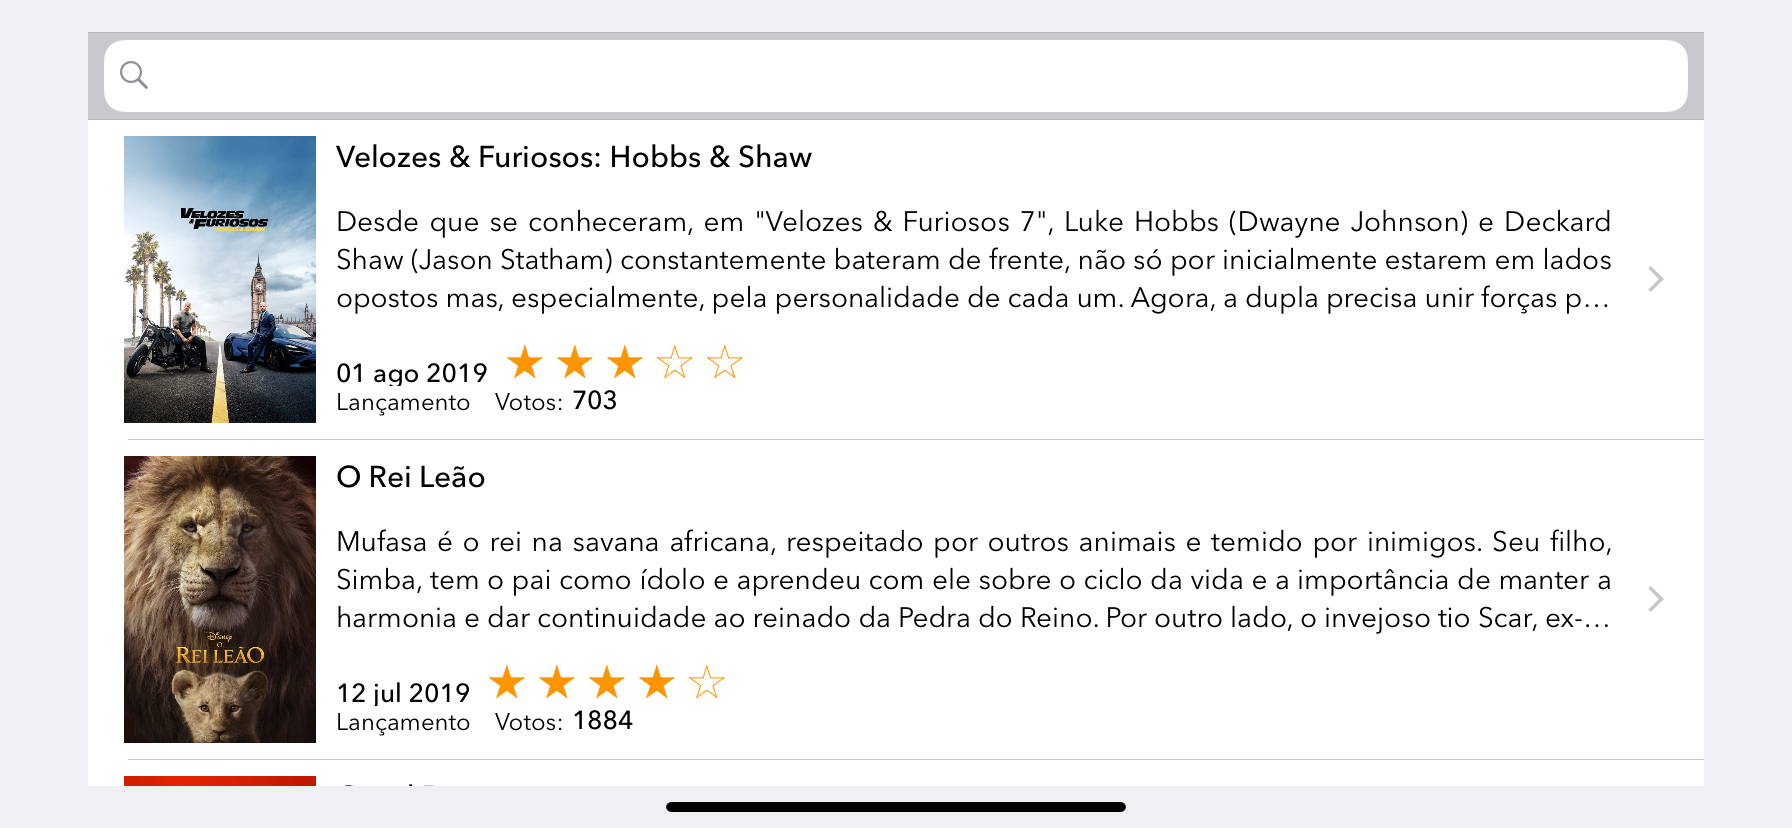 Velozes & Furiosos: Hobbs & Shaw
VELOZES
& FURIOSOS
Desde que se conheceram, em "Velozes & Furiosos 7", Luke Hobbs (Dwayne Johnson) e Deckard
Shaw (Jason Statham) constantemente bateram de frente, não só por inicialmente estarem em lados
opostos mas, especialmente, pela personalidade de cada um. Agora, a dupla precisa unir forças p...
01 ago 2019
Lançamento Votos: 703
O Rei Leão
Disney
O
REI LEÃO
Mufasa é o rei na savana africana, respeitado por outros animais e temido por inimigos. Seu filho,
Simba, tem o pai como ídolo e aprendeu com ele sobre o ciclo da vida e a importância de manter a
harmonia e dar continuidade ao reinado da Pedra do Reino. Por outro lado, o invejoso tio Scar, ex-...
12 jul 2019
Lançamento Votos: 1884